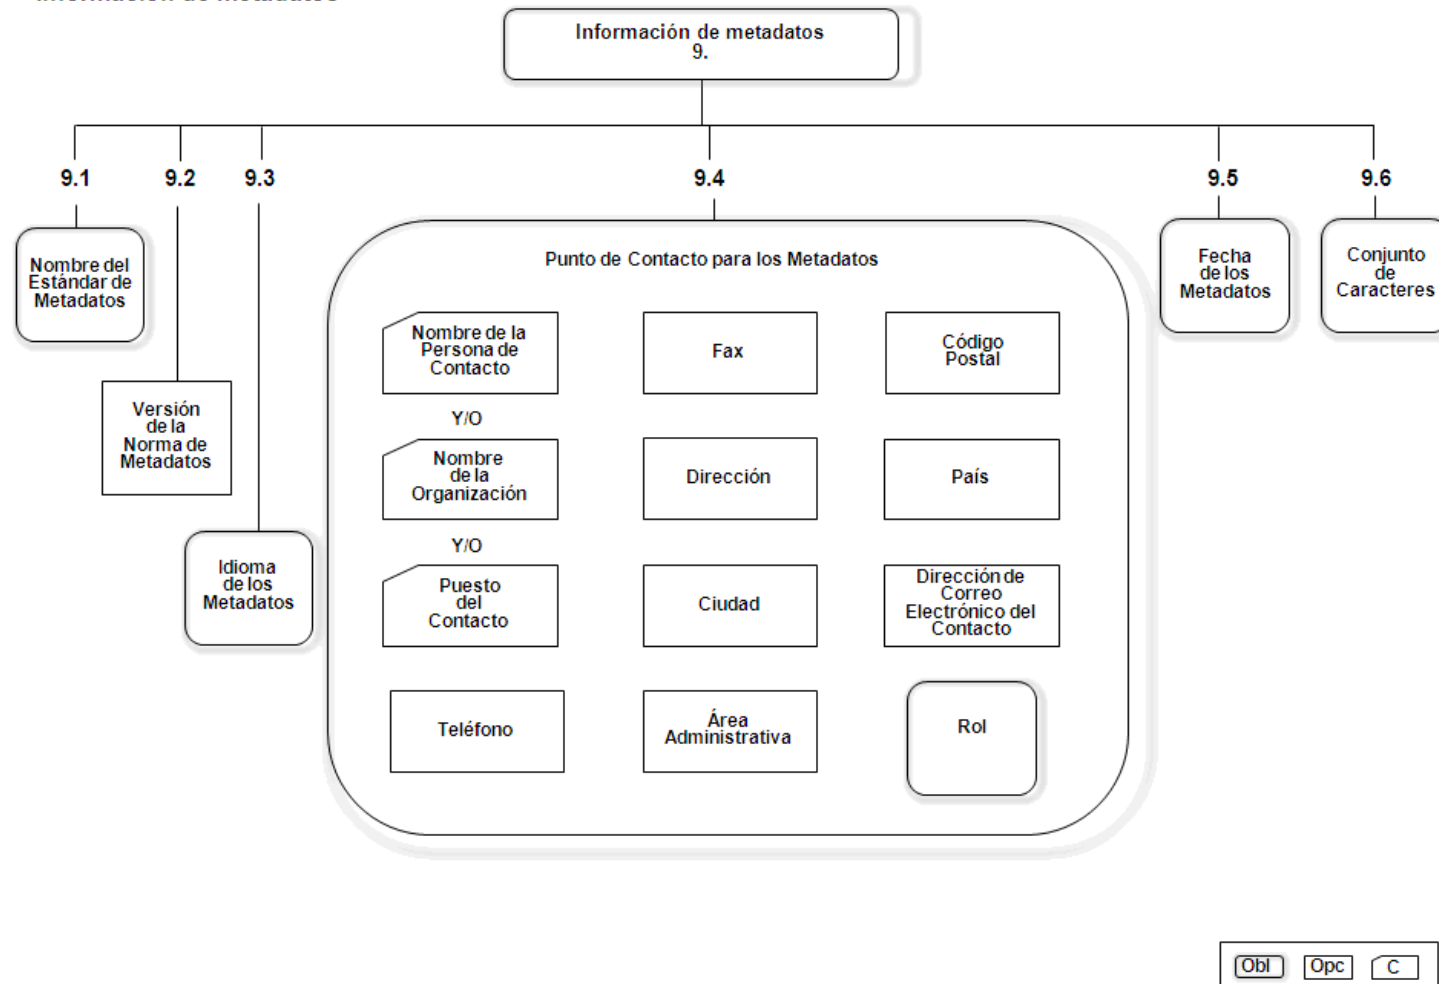 Información de metadatos
Información de metadatos
9.
9.1
9.2
9.3
9.4
9.5
9.6
Nombre del
Estándar de
Metadatos
Versión
de la
Norma de
Metadatos
Idioma
de los
Metadatos
Punto de Contacto para los Metadatos
Nombre de la
Persona de
Contacto
Fax
Código
Postal
Y/O
Nombre
de la
Organización
Dirección
País
Y/O
Puesto
del
Contacto
Ciudad
Dirección de
Correo
Electrónico del
Contacto
Teléfono
Área
Administrativa
Rol
Fecha
de los
Metadatos
Conjunto
de
Caracteres
Obl
Opc
C